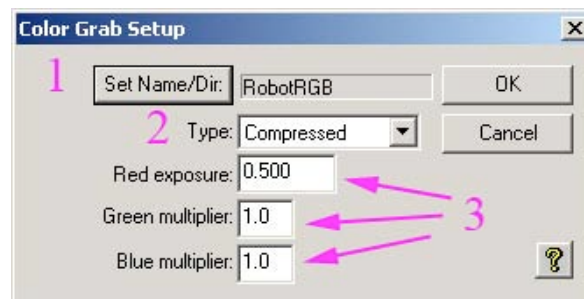 Color Grab Setup
1 Set Name/Dir: RobotRGB OK
2 Type: Compressed Cancel
Red exposure: 0.500
Green multiplier: 1.0 3
Blue multiplier: 1.0